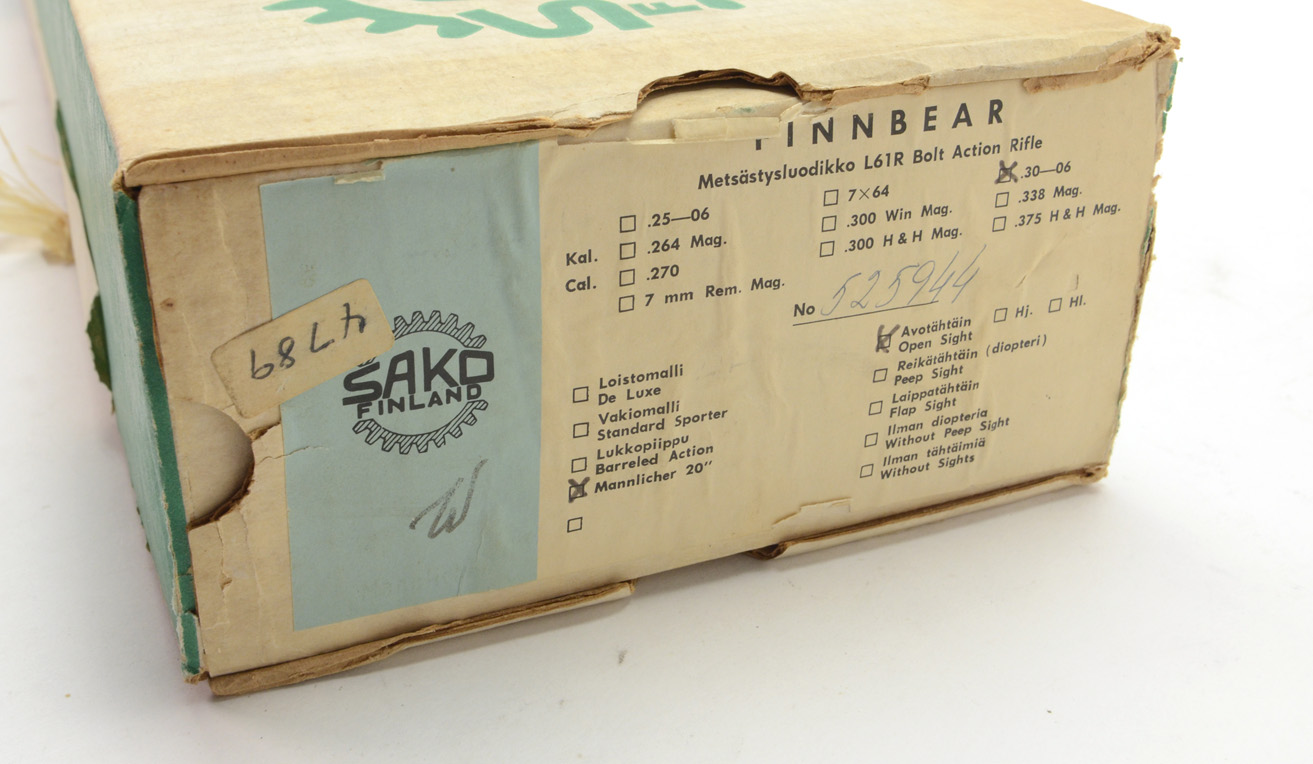 FINNBEAR
Metsästysluodikko L61R Bolt Action Rifle
Kal.
Cal.
.25—06
.264 Mag.
.270
7 mm Rem. Mag.
7×64
.300 Win Mag.
.300 H & H Mag.
.30—06
.338 Mag.
.375 H & H Mag.
No 525944
Loistomalli
De Luxe
Vakiomalli
Standard Sporter
Lukkopiippu
Barreled Action
Mannlicher 20"
Avotähtäin
Open Sight
Hj.
Hl.
Reikätähtäin (diopteri)
Peep Sight
Laippatähtäin
Flap Sight
Ilman diopteria
Without Peep Sight
Ilman tähtäimiä
Without Sights
SAKO
FINLAND
W